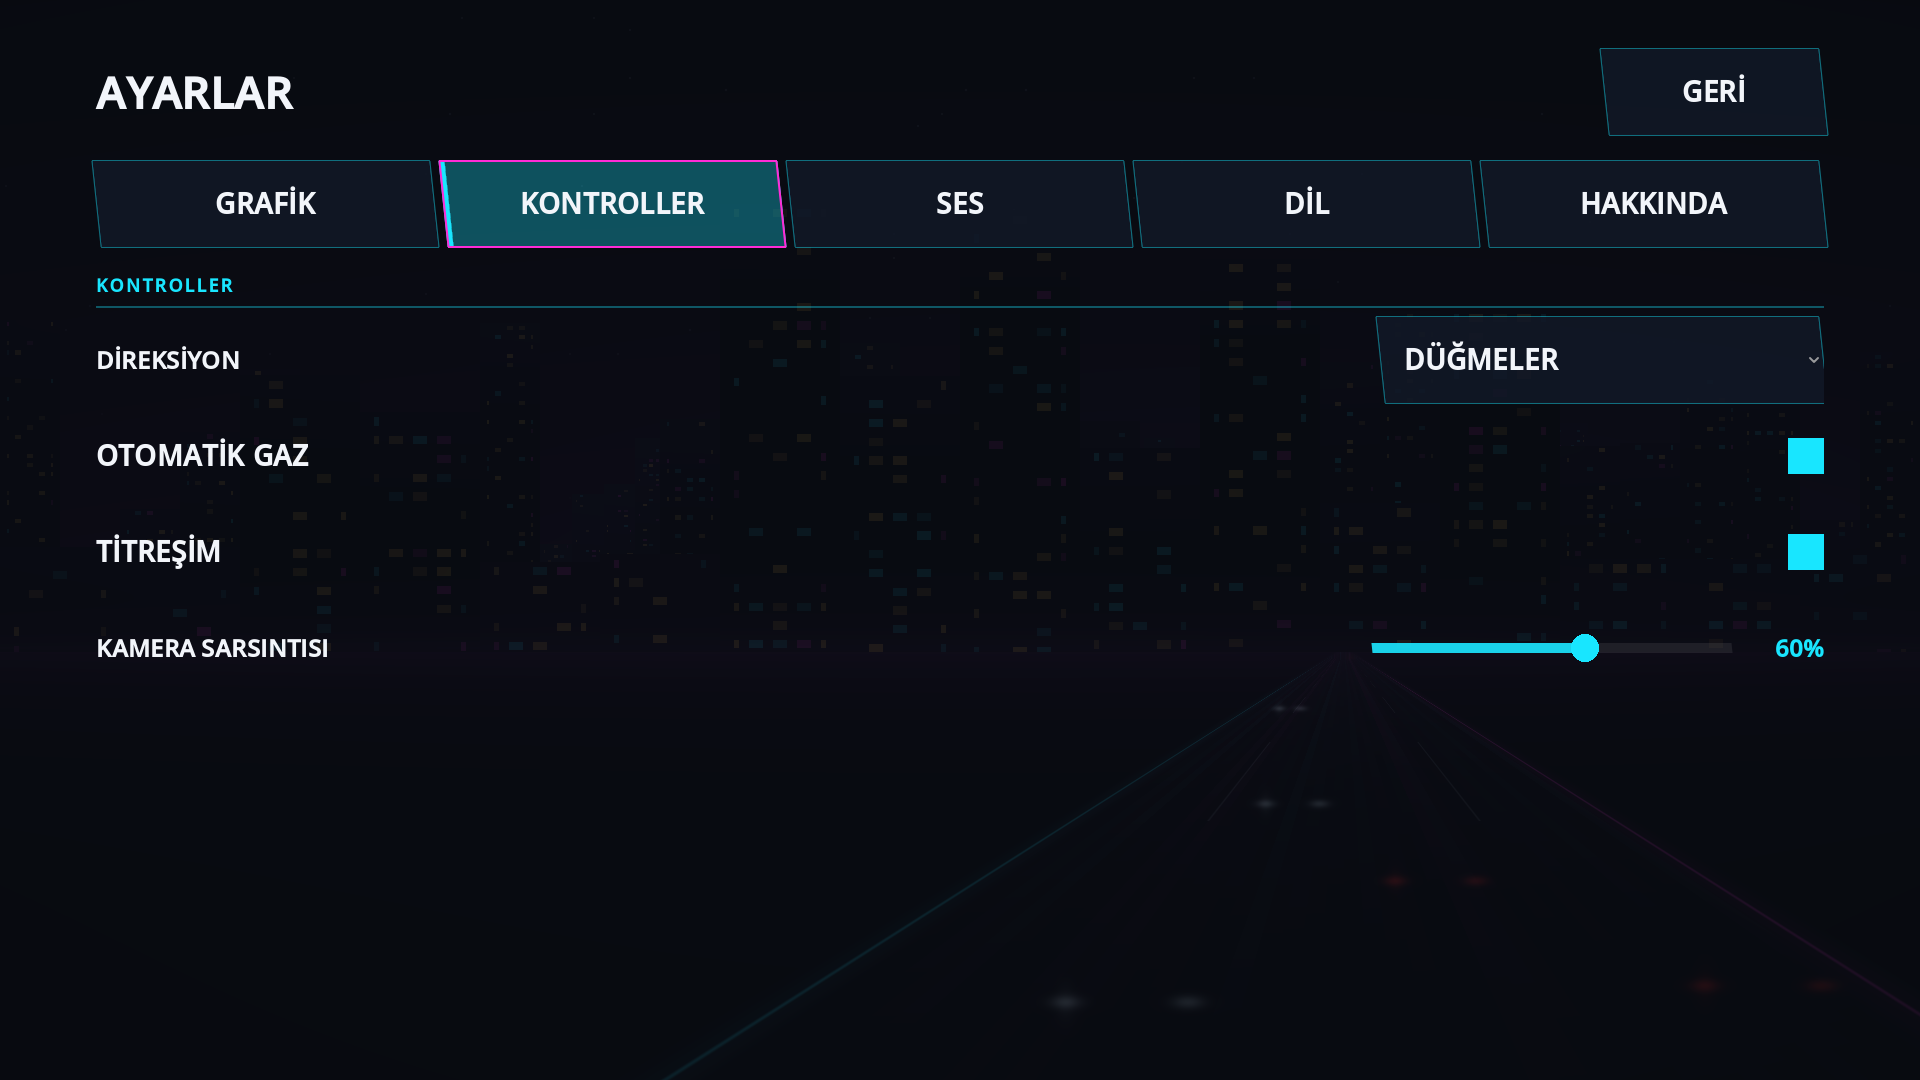 AYARLAR
GERİ
GRAFİK
KONTROLLER
SES
DİL
HAKKINDA
KONTROLLER
DİREKSİYON
DÜĞMELER
OTOMATİK GAZ
TİTREŞİM
KAMERA SARSINTISI
60%